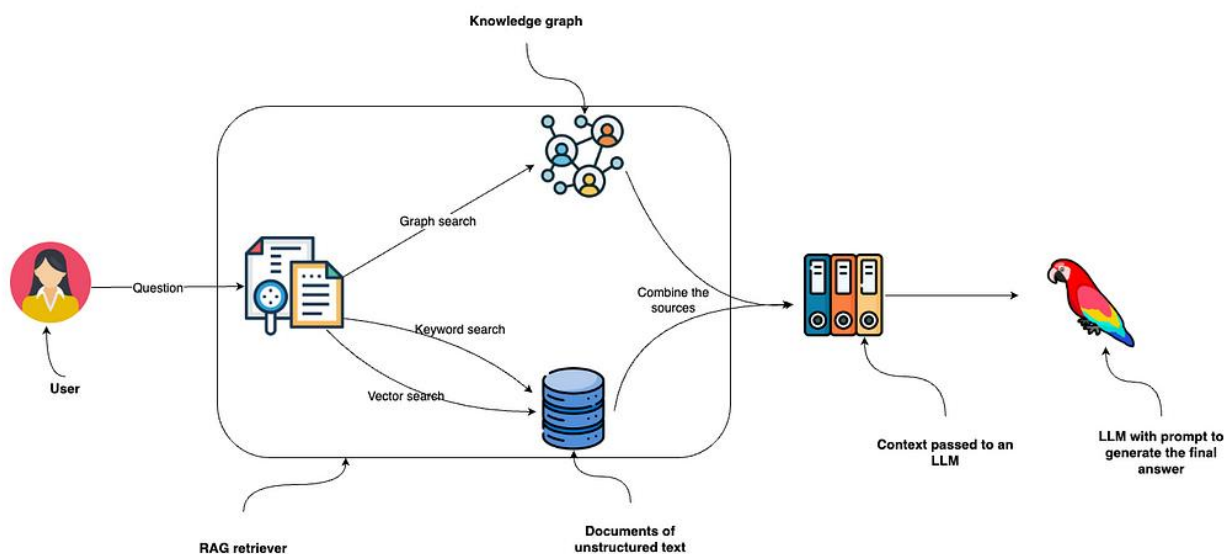 Knowledge graph
Graph search
Question
Keyword search
Combine the
sources
Vector search
User
Context passed to an
LLM
LLM with prompt to
generate the final
answer
RAG retriever
Documents of
unstructured text